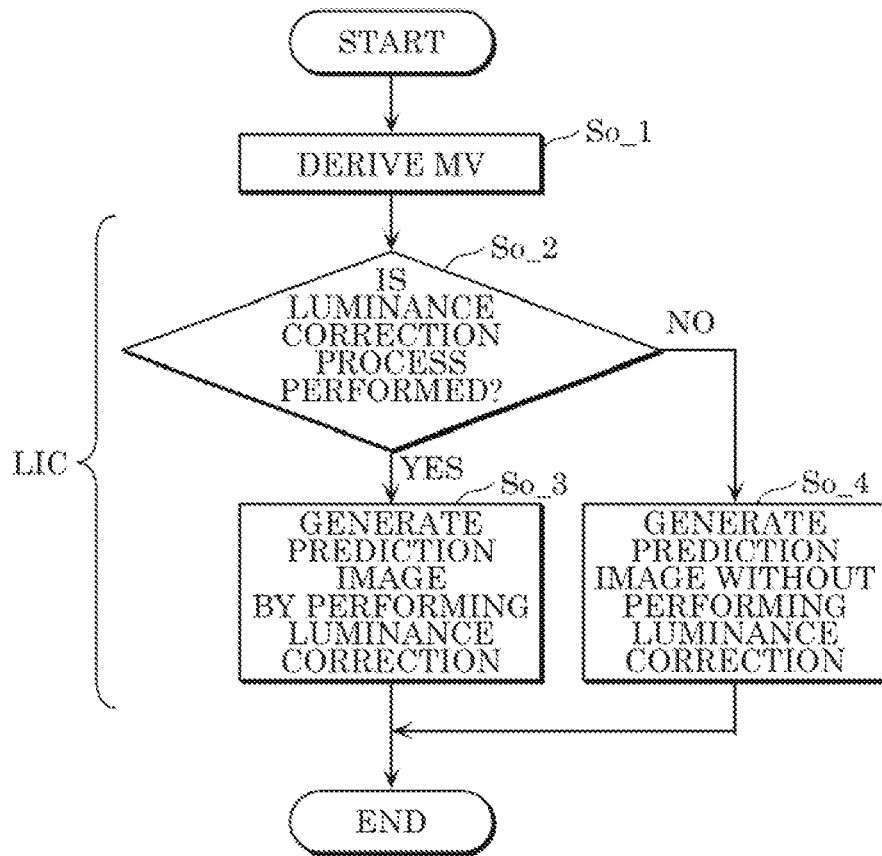 START
So_1
DERIVE MV
So_2
IS
LUMINANCE
CORRECTION
PROCESS
PERFORMED?
NO
LIC
YES
So_3
GENERATE
PREDICTION
IMAGE
BY PERFORMING
LUMINANCE
CORRECTION
So_4
GENERATE
PREDICTION
IMAGE WITHOUT
PERFORMING
LUMINANCE
CORRECTION
END